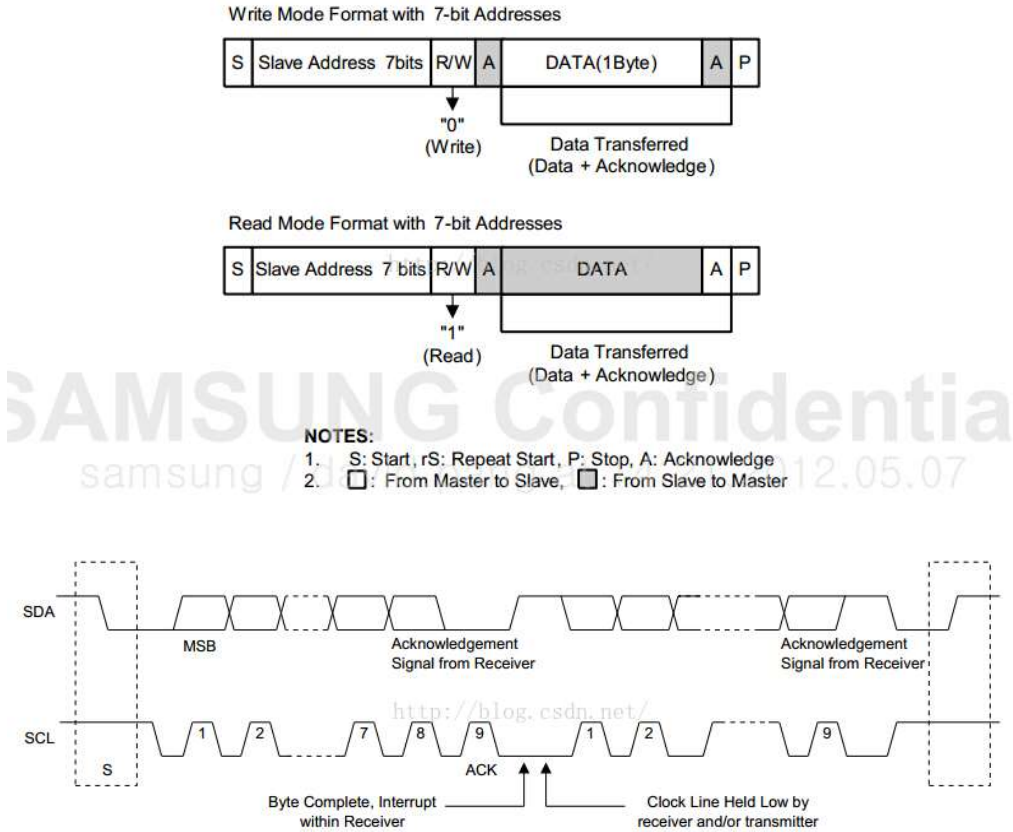 Write Mode Format with 7-bit Addresses
S Slave Address 7bits R/W A DATA(1Byte) A P
"0"
(Write)
Data Transferred
(Data + Acknowledge)
Read Mode Format with 7-bit Addresses
S Slave Address 7 bits R/W A DATA A P
"1"
(Read)
Data Transferred
(Data + Acknowledge)
SAMSUNG Confidentia
NOTES:
1. S: Start, rS: Repeat Start, P: Stop, A: Acknowledge
2. : From Master to Slave, : From Slave to Master
samsung / 2012.05.07
SDA
MSB
Acknowledgement
Signal from Receiver
Acknowledgement
Signal from Receiver
http://blog.csdn.net/
SCL
1 2 7 8 9 1 2 9
S
ACK
Byte Complete, Interrupt
within Receiver
Clock Line Held Low by
receiver and/or transmitter